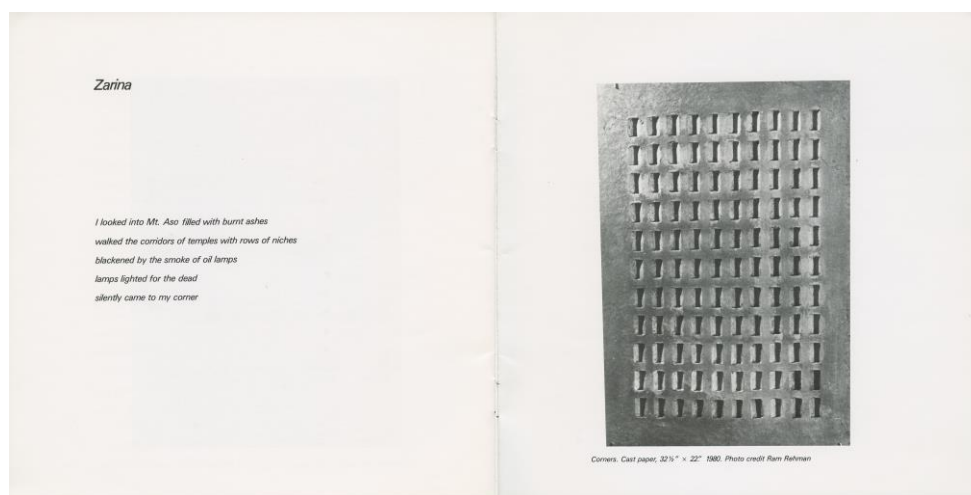 Zarina
I looked into Mt. Aso filled with burnt ashes
walked the corridors of temples with rows of niches
blackened by the smoke of oil lamps
lamps lighted for the dead
silently came to my corner
Corners. Cast paper, 32½" × 22" 1980. Photo credit Ram Rehman